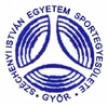 SZÉCHENYI ISTVÁN EGYETEM SPORTEGYESÜLETE
· GYŐR ·